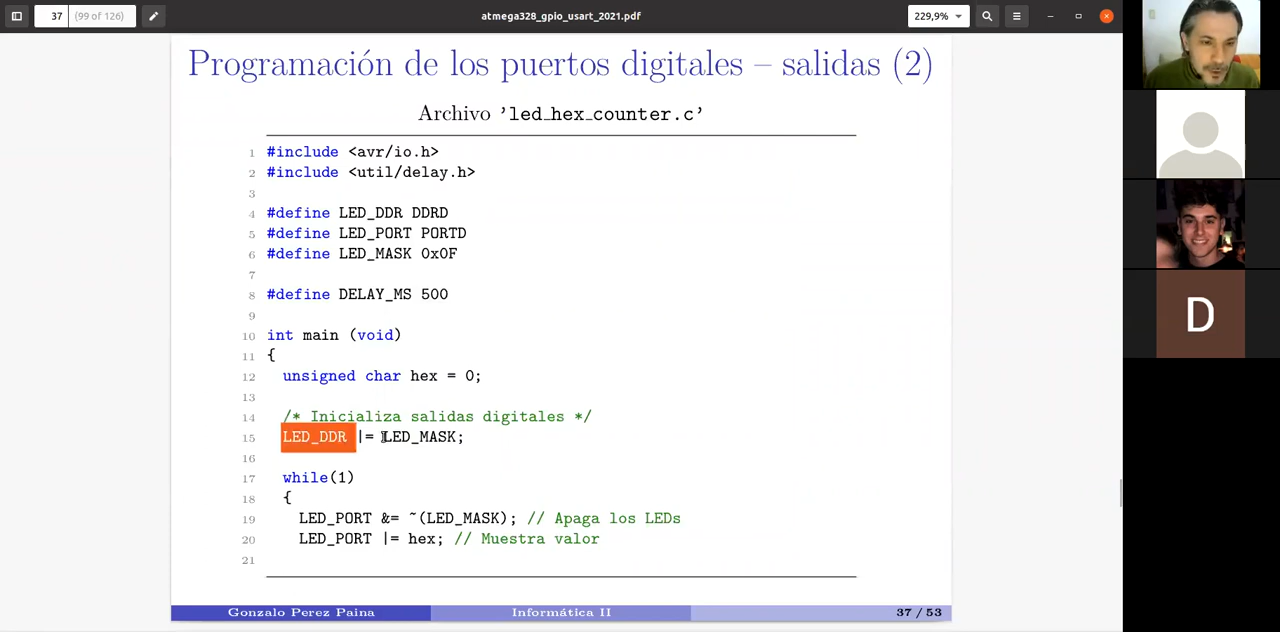 37 (99 of 126) atmega328_gpio_usart_2021.pdf 229,9%
Programación de los puertos digitales – salidas (2)
Archivo 'led_hex_counter.c'
1 #include <avr/io.h>
2 #include <util/delay.h>
3
4 #define LED_DDR DDRD
5 #define LED_PORT PORTD
6 #define LED_MASK 0x0F
7
8 #define DELAY_MS 500
9
10 int main (void)
11 {
12 unsigned char hex = 0;
13
14 /* Inicializa salidas digitales */
15 LED_DDR |= LED_MASK;
16
17 while(1)
18 {
19 LED_PORT &= ~(LED_MASK); // Apaga los LEDs
20 LED_PORT |= hex; // Muestra valor
21
Gonzalo Perez Paina Informática II 37 / 53
D